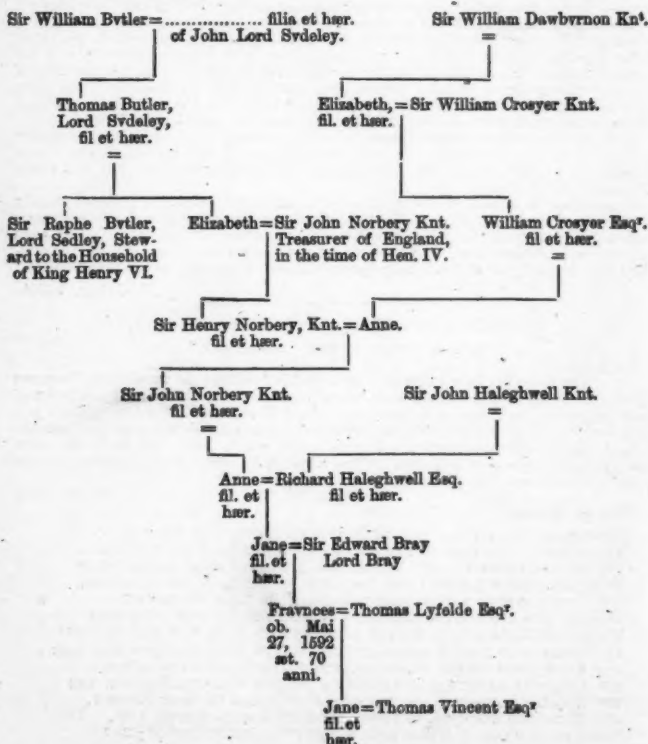 Sir William Bvtler=.................. filia et hær. Sir William Dawbvrnon Knᵗ.
of John Lord Svdeley. =
Thomas Butler, Elizabeth,=Sir William Crosyer Knt.
Lord Svdeley, fil. et hær.
fil et hær.
=
Sir Raphe Bvtler, Elizabeth=Sir John Norbery Knt. William Crosyer Esqʳ.
Lord Sedley, Stew- Treasurer of England, fil et hær.
ard to the Household in the time of Hen. IV. =
of King Henry VI.
Sir Henry Norbery, Knt.=Anne.
fil et hær.
Sir John Norbery Knt. Sir John Haleghwell Knt.
fil et hær. =
=
Anne=Richard Haleghwell Esq.
fil. et fil et hær.
hær.
Jane=Sir Edward Bray
fil. et Lord Bray
hær.
Fravnces=Thomas Lyfelde Esqʳ.
ob. Mai
27, 1592
æt. 70
anni.
Jane=Thomas Vincent Esqʳ
fil. et
hær.